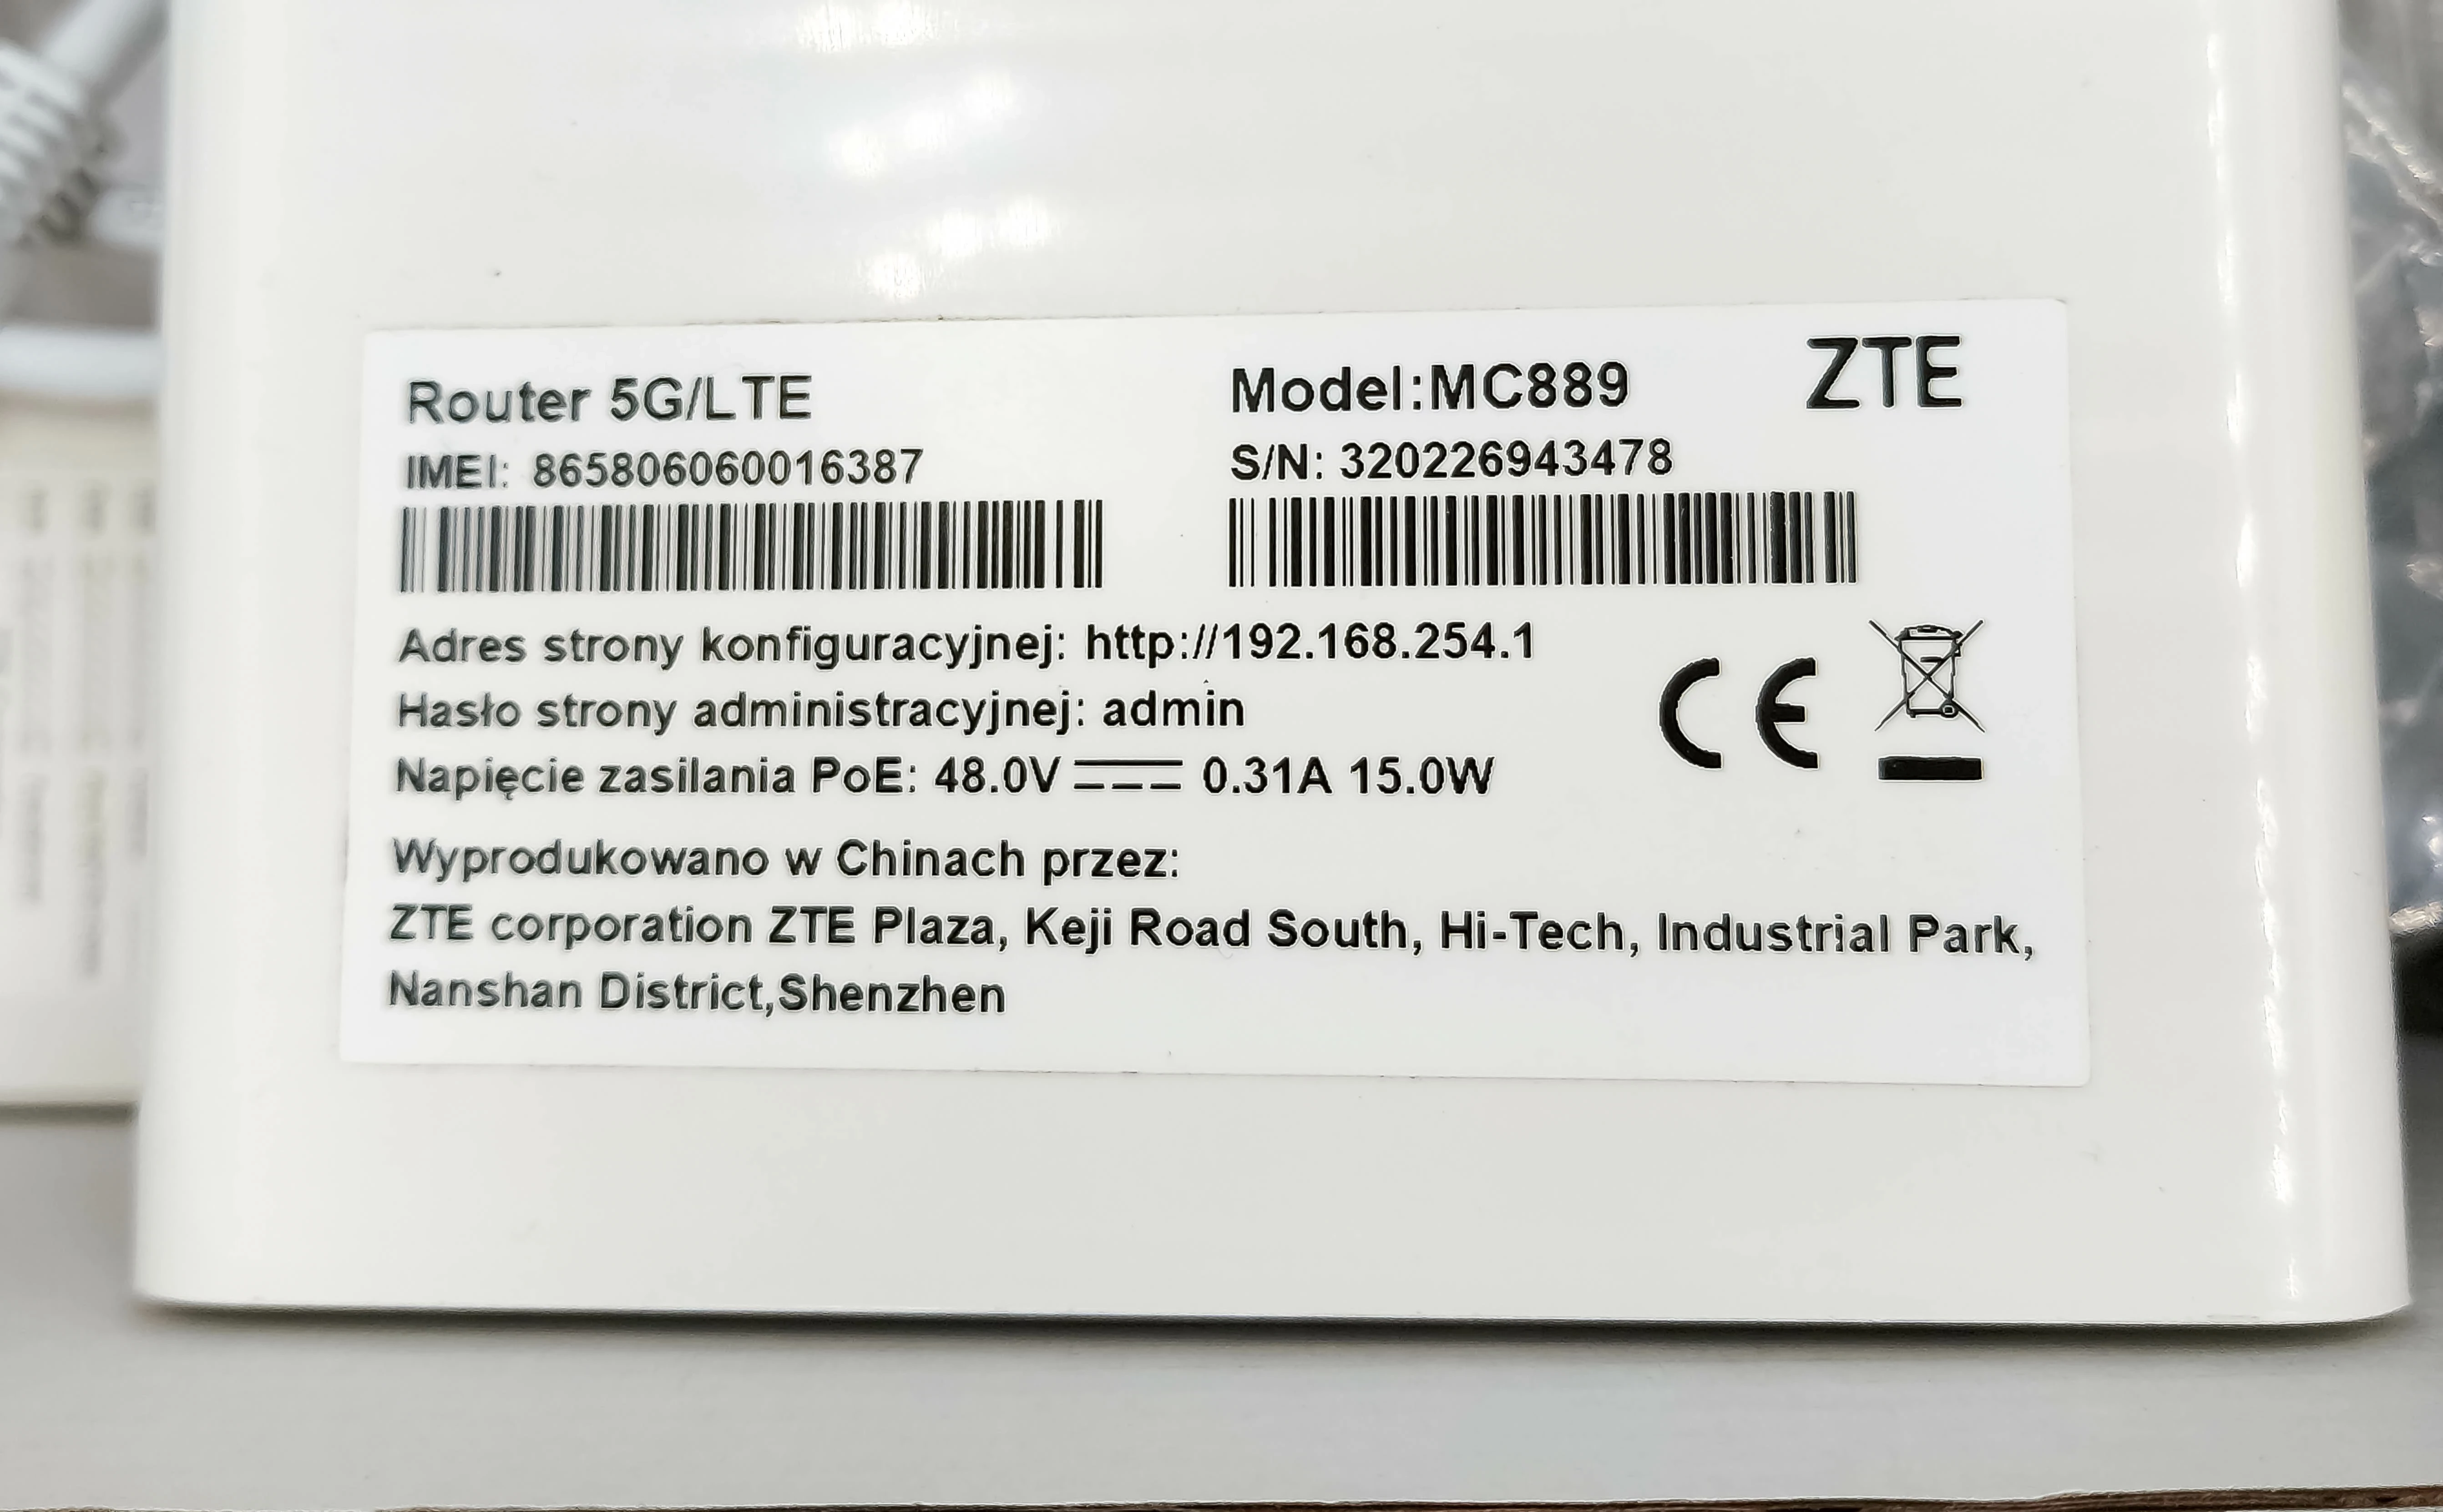 Router 5G/LTE
Model:MC889
ZTE
IMEI: 865806060016387
S/N: 320226943478
Adres strony konfiguracyjnej: http://192.168.254.1
Hasło strony administracyjnej: admin
Napięcie zasilania PoE: 48.0V ⎓ 0.31A 15.0W
CE
Wyprodukowano w Chinach przez:
ZTE corporation ZTE Plaza, Keji Road South, Hi-Tech, Industrial Park,
Nanshan District,Shenzhen